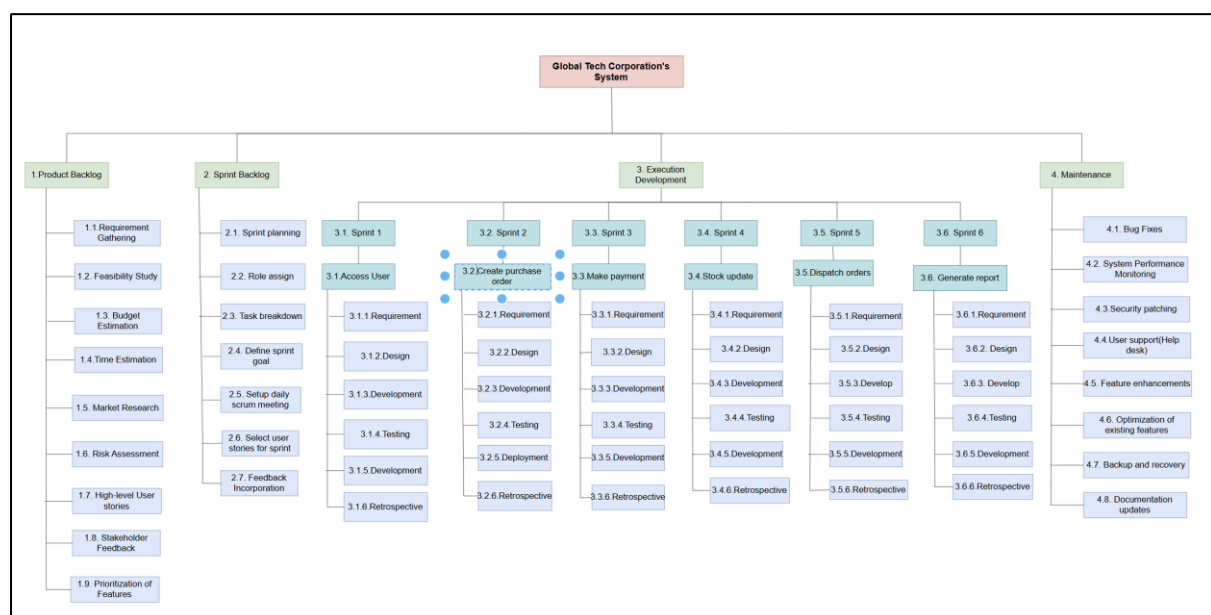 Global Tech Corporation's
System
1.Product Backlog
2. Sprint Backlog
3. Execution
Development
4. Maintenance
1.1.Requirement
Gathering
1.2. Feasibility Study
1.3. Budget
Estimation
1.4.Time Estimation
1.5. Market Research
1.6. Risk Assessment
1.7. High-level User
stories
1.8. Stakeholder
Feedback
1.9. Prioritization of
Features
2.1. Sprint planning
2.2. Role assign
2.3. Task breakdown
2.4. Define sprint
goal
2.5. Setup daily
scrum meeting
2.6. Select user
stories for sprint
2.7. Feedback
Incorporation
3.1. Sprint 1
3.1.Access User
3.1.1.Requirement
3.1.2.Design
3.1.3.Development
3.1.4.Testing
3.1.5.Development
3.1.6.Retrospective
3.2. Sprint 2
3.2.Create purchase
order
3.2.1.Requirement
3.2.2.Design
3.2.3.Development
3.2.4.Testing
3.2.5.Deployment
3.2.6.Retrospective
3.3. Sprint 3
3.3.Make payment
3.3.1.Requirement
3.3.2.Design
3.3.3.Development
3.3.4.Testing
3.3.5.Development
3.3.6.Retrospective
3.4. Sprint 4
3.4.Stock update
3.4.1.Requirement
3.4.2.Design
3.4.3.Development
3.4.4.Testing
3.4.5.Development
3.4.6.Retrospective
3.5. Sprint 5
3.5.Dispatch orders
3.5.1.Requirement
3.5.2.Design
3.5.3.Develop
3.5.4.Testing
3.5.5.Development
3.5.6.Retrospective
3.6. Sprint 6
3.6. Generate report
3.6.1.Requrement
3.6.2. Design
3.6.3. Develop
3.6.4.Testing
3.6.5.Development
3.6.6.Retrospective
4.1. Bug Fixes
4.2. System Performance
Monitoring
4.3.Security patching
4.4.User support(Help
desk)
4.5. Feature enhancements
4.6. Optimization of
existing features
4.7. Backup and recovery
4.8. Documentation
updates